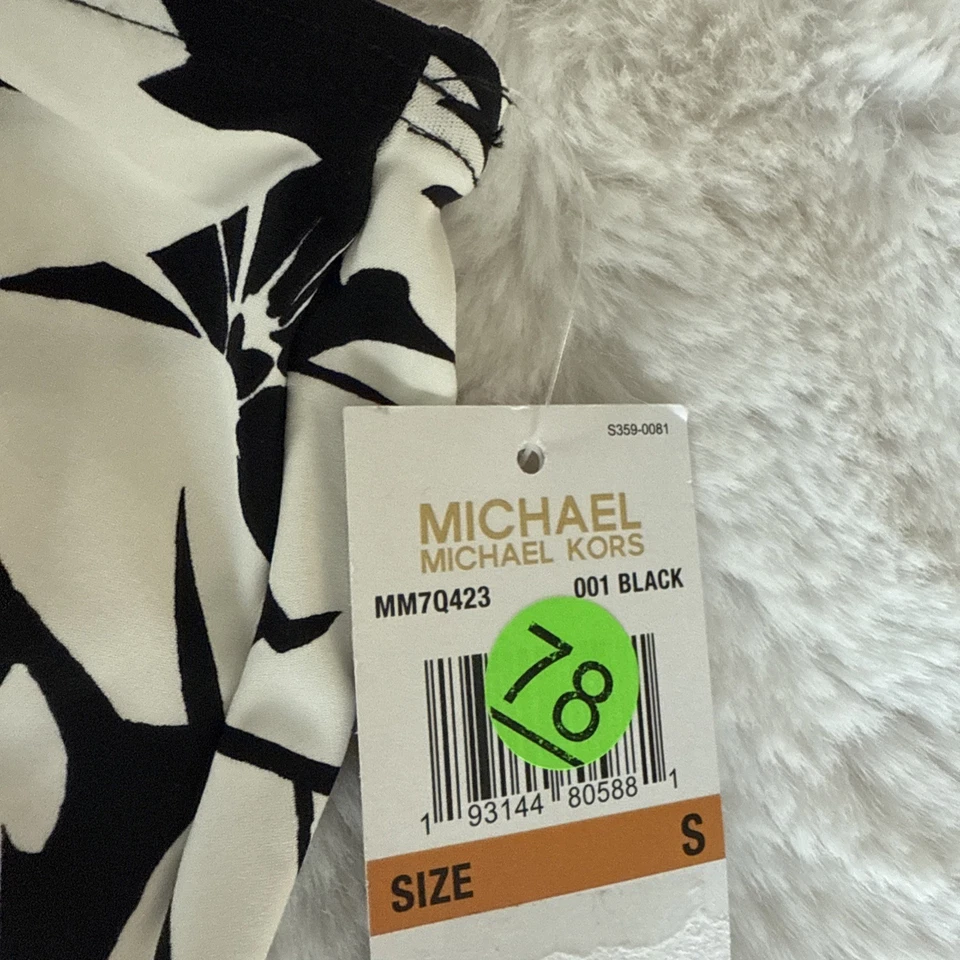 S359-0081
MICHAEL
MICHAEL KORS
MM7Q423 001 BLACK
78
1 93144 80588 1
SIZE S